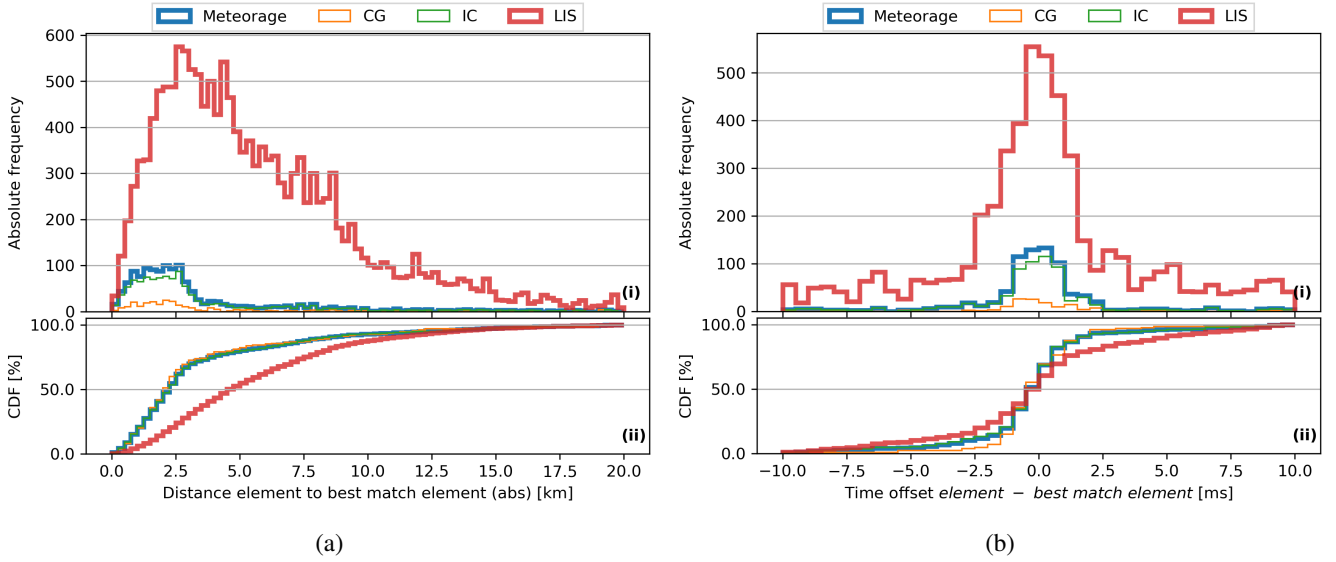 Meteorage CG IC LIS
600
500
400
300
200
100
0
Absolute frequency
(i)
100.0
50.0
0.0
CDF [%]
(ii)
0.0 2.5 5.0 7.5 10.0 12.5 15.0 17.5 20.0
Distance element to best match element (abs) [km]
(a)
Meteorage CG IC LIS
500
400
300
200
100
0
Absolute frequency
(i)
100.0
50.0
0.0
CDF [%]
(ii)
−10.0 −7.5 −5.0 −2.5 0.0 2.5 5.0 7.5 10.0
Time offset element − best match element [ms]
(b)